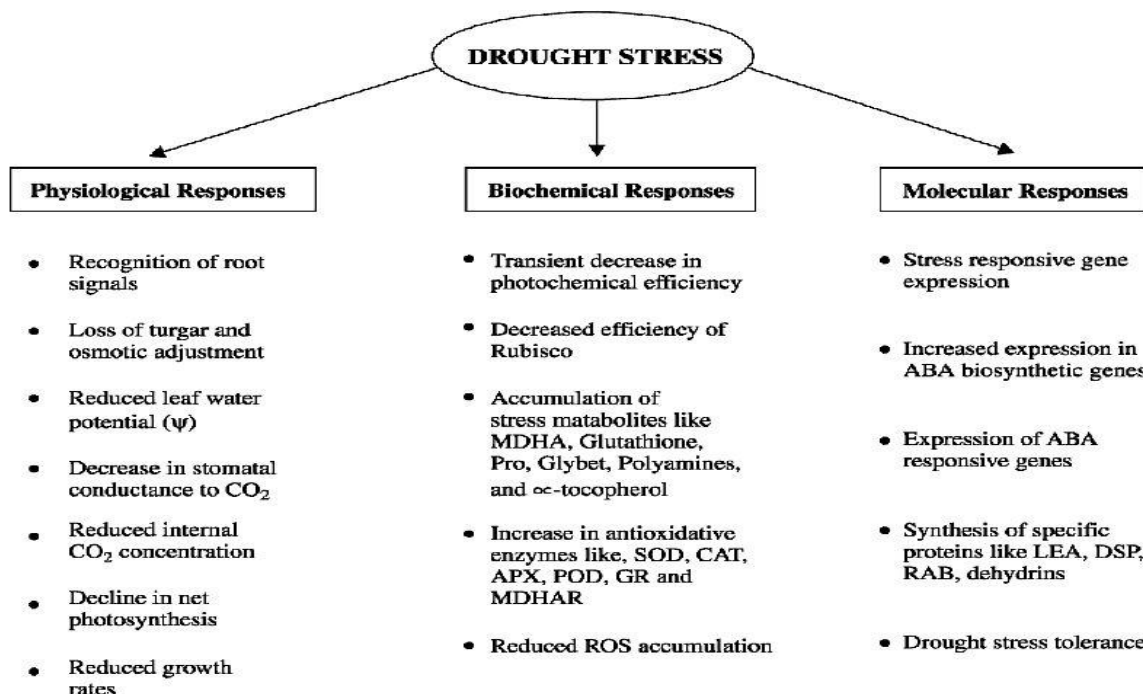 DROUGHT STRESS
Physiological Responses
• Recognition of root
signals
• Loss of turgar and
osmotic adjustment
• Reduced leaf water
potential (ψ)
• Decrease in stomatal
conductance to CO₂
• Reduced internal
CO₂ concentration
• Decline in net
photosynthesis
• Reduced growth
rates
Biochemical Responses
• Transient decrease in
photochemical efficiency
• Decreased efficiency of
Rubisco
• Accumulation of
stress matabolites like
MDHA, Glutathione,
Pro, Glybet, Polyamines,
and ∝-tocopherol
• Increase in antioxidative
enzymes like, SOD, CAT,
APX, POD, GR and
MDHAR
• Reduced ROS accumulation
Molecular Responses
• Stress responsive gene
expression
• Increased expression in
ABA biosynthetic genes
• Expression of ABA
responsive genes
• Synthesis of specific
proteins like LEA, DSP,
RAB, dehydrins
• Drought stress tolerance